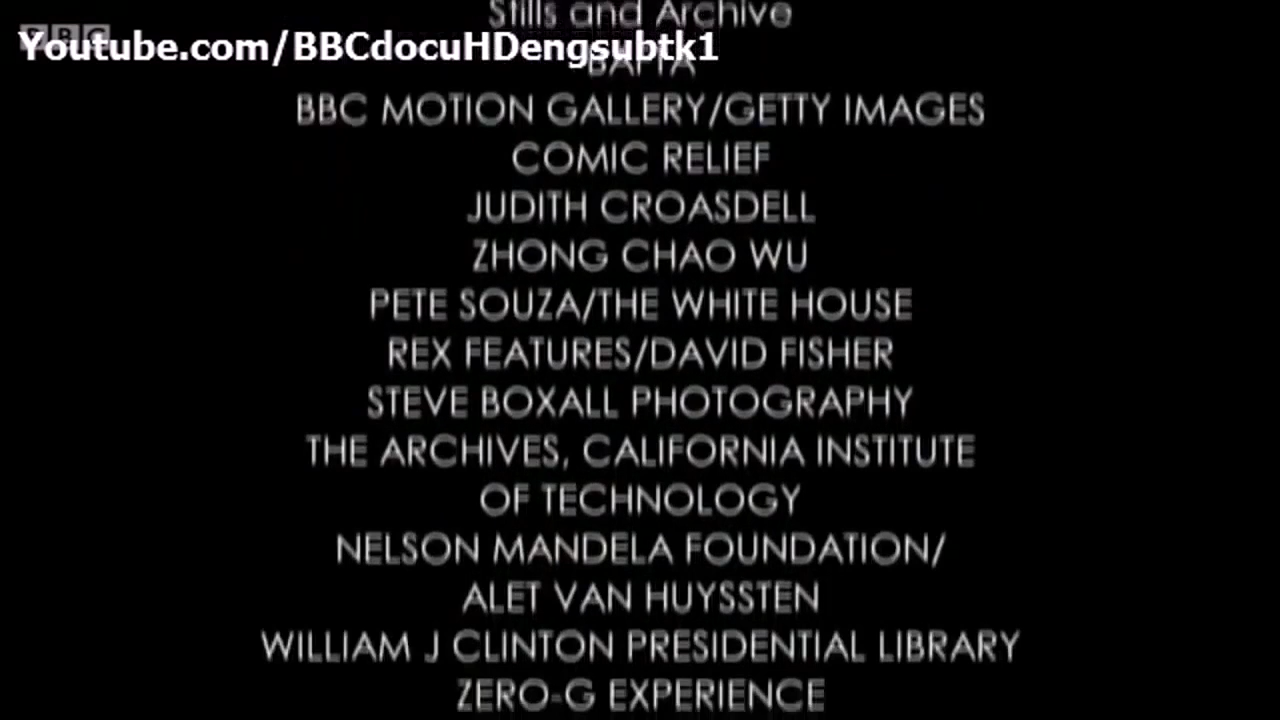 Stills and Archive
BBC
Youtube.com/BBCdocuHDengsubtk1
BAFTA
BBC MOTION GALLERY/GETTY IMAGES
COMIC RELIEF
JUDITH CROASDELL
ZHONG CHAO WU
PETE SOUZA/THE WHITE HOUSE
REX FEATURES/DAVID FISHER
STEVE BOXALL PHOTOGRAPHY
THE ARCHIVES, CALIFORNIA INSTITUTE
OF TECHNOLOGY
NELSON MANDELA FOUNDATION/
ALET VAN HUYSSTEN
WILLIAM J CLINTON PRESIDENTIAL LIBRARY
ZERO-G EXPERIENCE